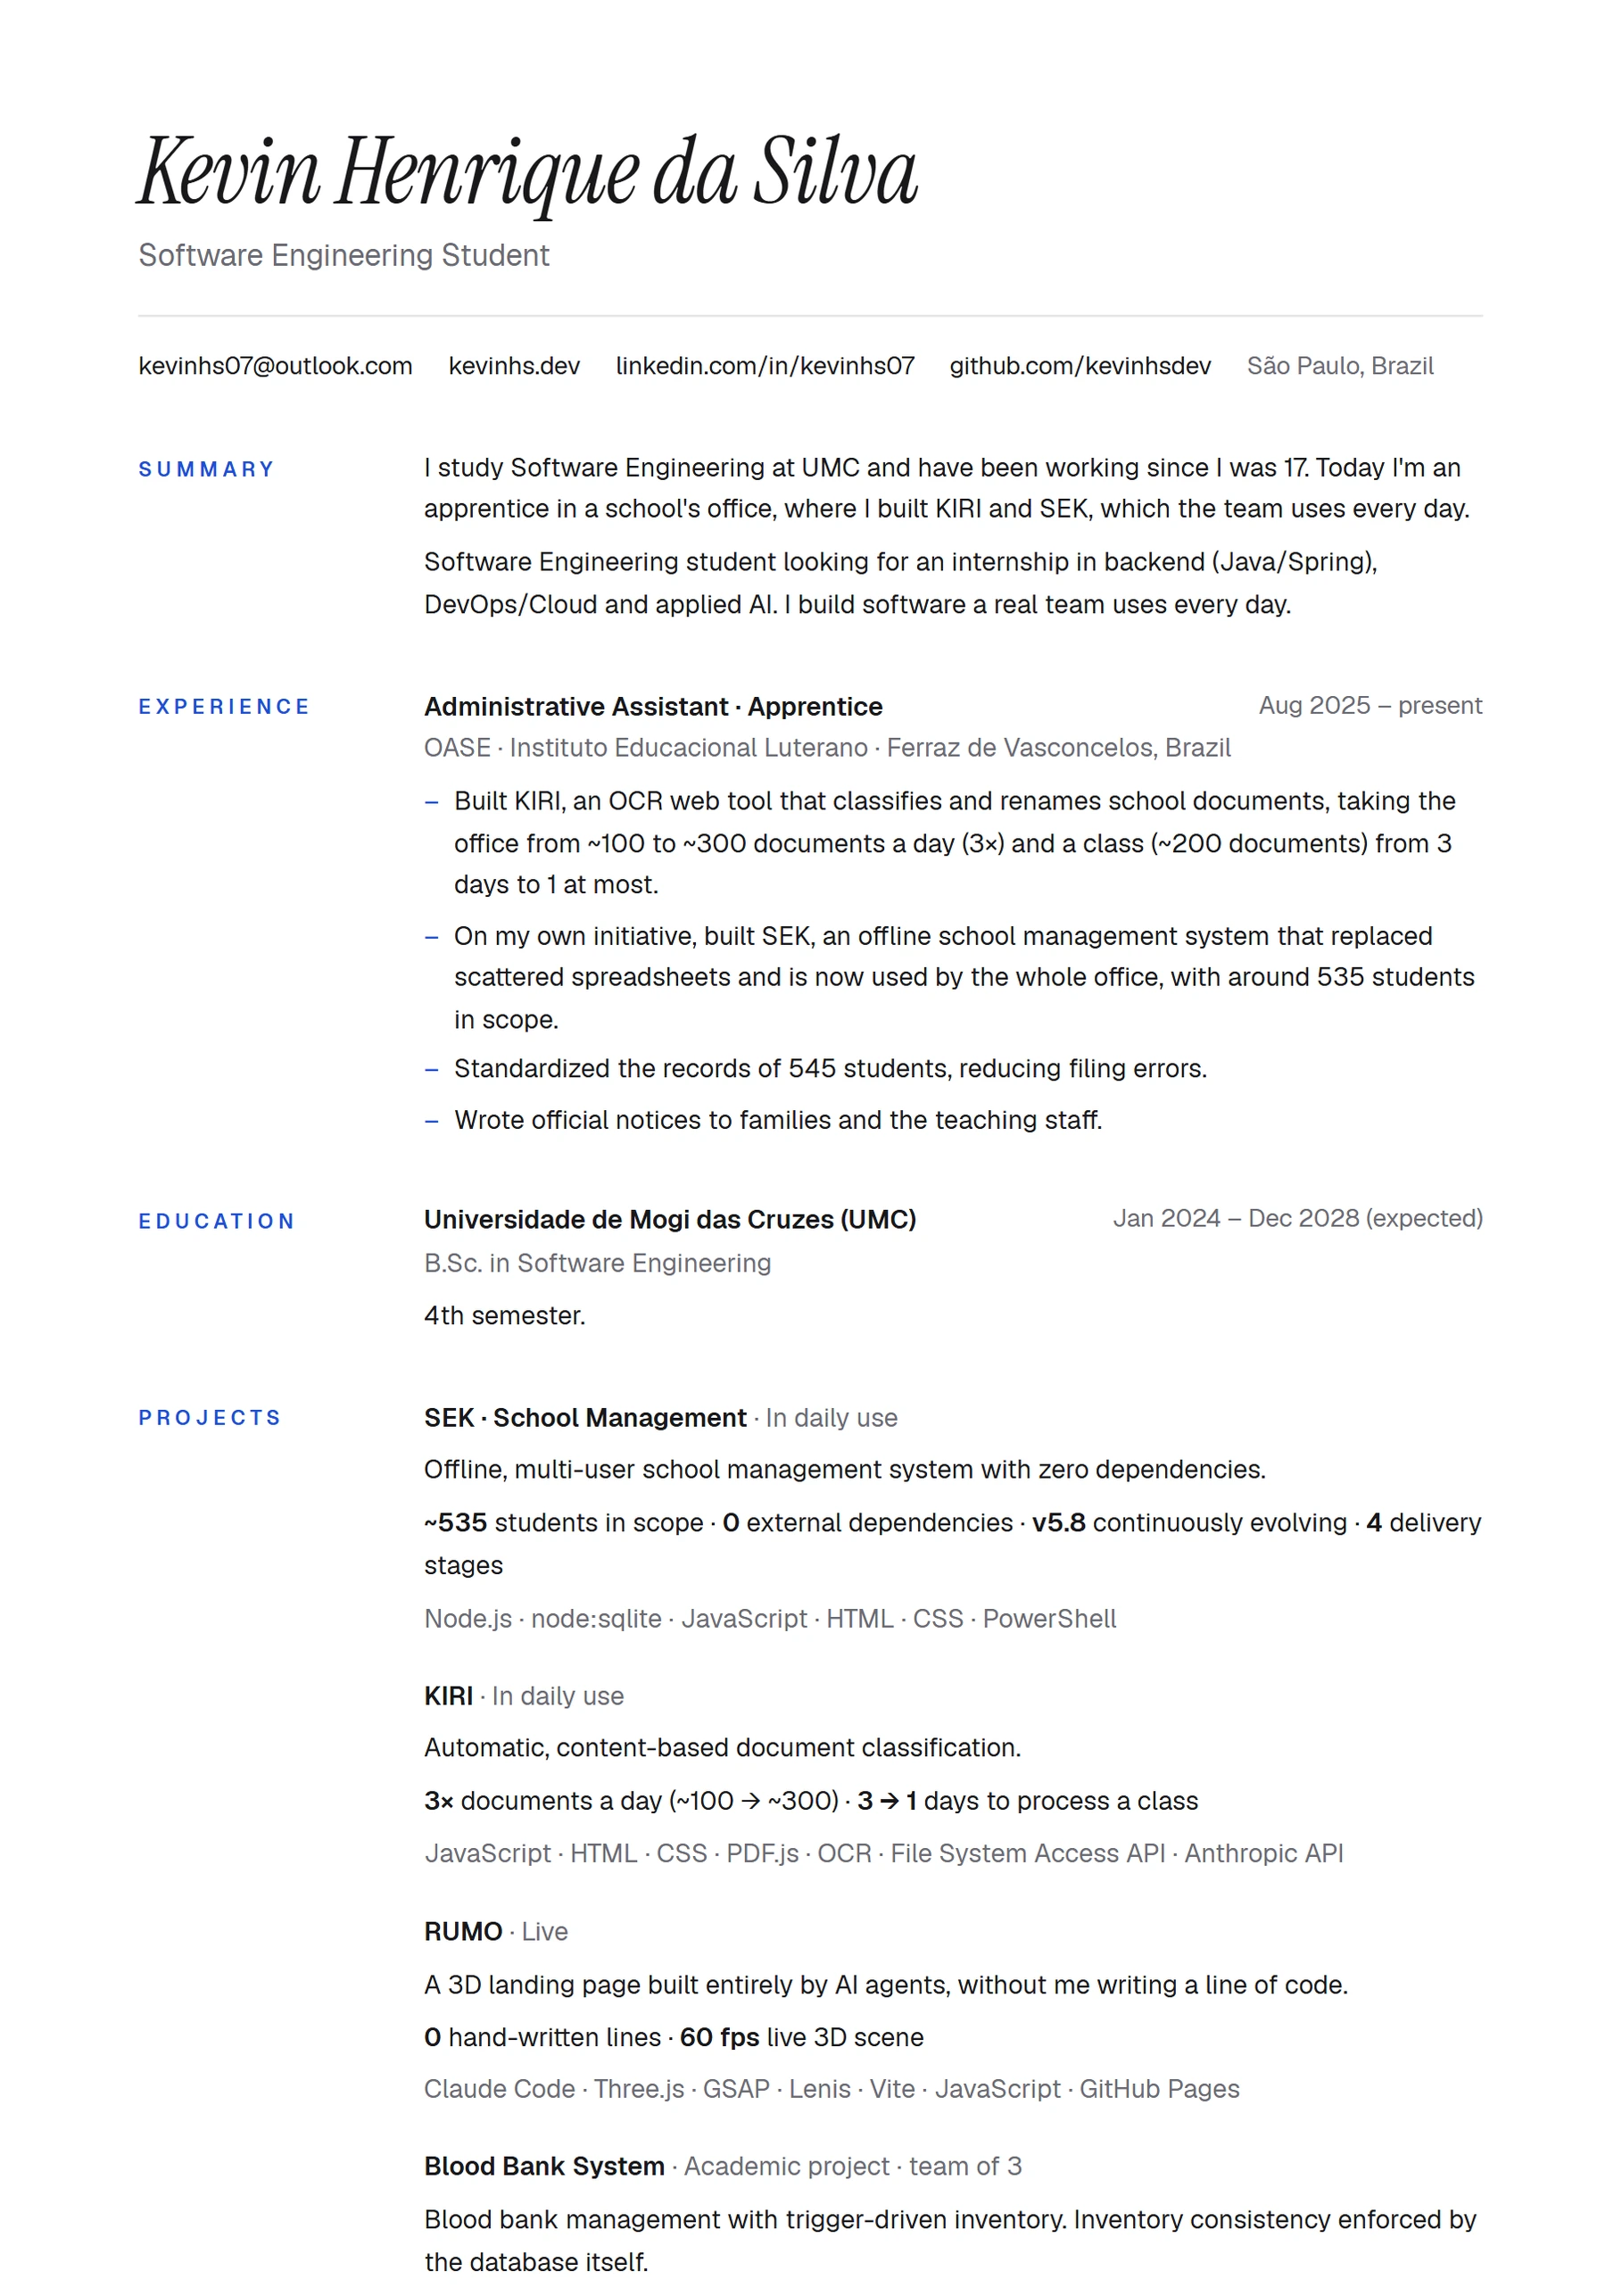 Kevin Henrique da Silva
Software Engineering Student
kevinhs07@outlook.com kevinhs.dev linkedin.com/in/kevinhs07 github.com/kevinhsdev São Paulo, Brazil
SUMMARY
I study Software Engineering at UMC and have been working since I was 17. Today I'm an
apprentice in a school's office, where I built KIRI and SEK, which the team uses every day.
Software Engineering student looking for an internship in backend (Java/Spring),
DevOps/Cloud and applied AI. I build software a real team uses every day.
EXPERIENCE
Administrative Assistant · Apprentice Aug 2025 – present
OASE · Instituto Educacional Luterano · Ferraz de Vasconcelos, Brazil
– Built KIRI, an OCR web tool that classifies and renames school documents, taking the
office from ~100 to ~300 documents a day (3×) and a class (~200 documents) from 3
days to 1 at most.
– On my own initiative, built SEK, an offline school management system that replaced
scattered spreadsheets and is now used by the whole office, with around 535 students
in scope.
– Standardized the records of 545 students, reducing filing errors.
– Wrote official notices to families and the teaching staff.
EDUCATION
Universidade de Mogi das Cruzes (UMC) Jan 2024 – Dec 2028 (expected)
B.Sc. in Software Engineering
4th semester.
PROJECTS
SEK · School Management · In daily use
Offline, multi-user school management system with zero dependencies.
~535 students in scope · 0 external dependencies · v5.8 continuously evolving · 4 delivery
stages
Node.js · node:sqlite · JavaScript · HTML · CSS · PowerShell
KIRI · In daily use
Automatic, content-based document classification.
3× documents a day (~100 → ~300) · 3 → 1 days to process a class
JavaScript · HTML · CSS · PDF.js · OCR · File System Access API · Anthropic API
RUMO · Live
A 3D landing page built entirely by AI agents, without me writing a line of code.
0 hand-written lines · 60 fps live 3D scene
Claude Code · Three.js · GSAP · Lenis · Vite · JavaScript · GitHub Pages
Blood Bank System · Academic project · team of 3
Blood bank management with trigger-driven inventory. Inventory consistency enforced by
the database itself.